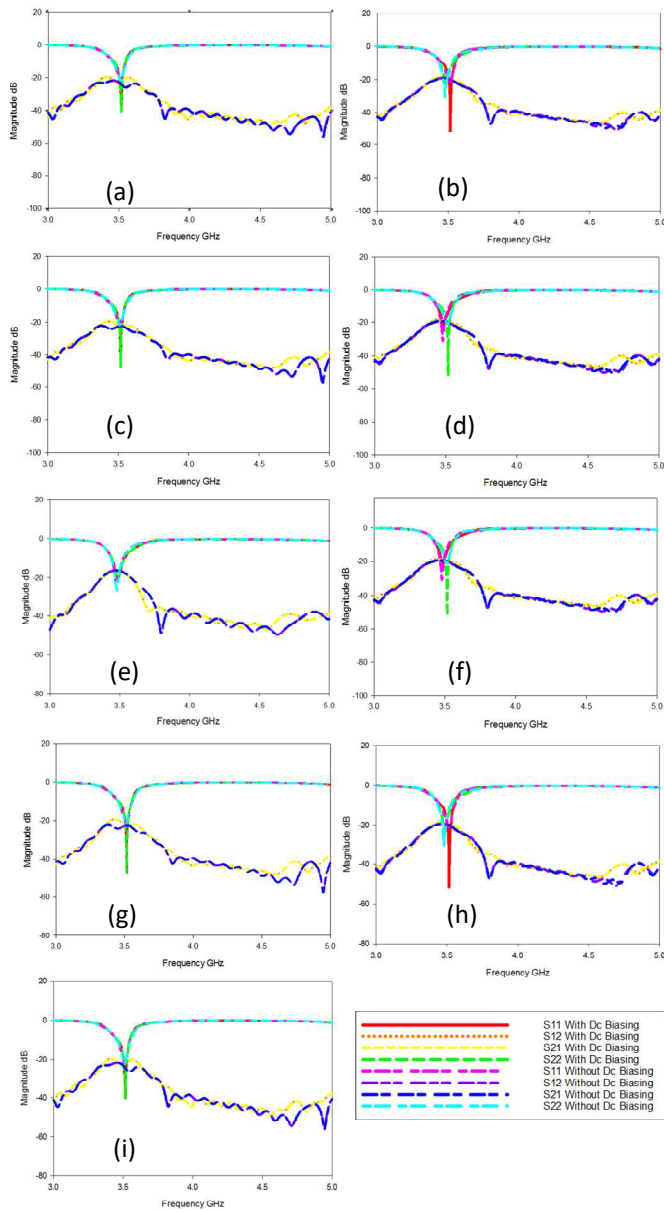 20
0
-20
-40
-60
-80
-100
Magnitude dB
(a)
3.0 3.5 4.0 4.5 5.0
Frequency GHz
20
0
-20
-40
-60
-80
-100
Magnitude dB
(b)
3.0 3.5 4.0 4.5 5.0
Frequency GHz
20
0
-20
-40
-60
-80
-100
Magnitude dB
(c)
3.0 3.5 4.0 4.5 5.0
Frequency GHz
20
0
-20
-40
-60
-80
-100
Magnitude dB
(d)
3.0 3.5 4.0 4.5 5.0
Frequency GHz
20
0
-20
-40
-60
-80
Magnitude dB
(e)
3.0 3.5 4.0 4.5 5.0
Frequency GHz
20
0
-20
-40
-60
-80
-100
Magnitude dB
(f)
3.0 3.5 4.0 4.5 5.0
Frequency GHz
20
0
-20
-40
-60
-80
Magnitude dB
(g)
3.0 3.5 4.0 4.5 5.0
Frequency GHz
20
0
-20
-40
-60
-80
Magnitude dB
(h)
3.0 3.5 4.0 4.5 5.0
Frequency GHz
20
0
-20
-40
-60
-80
Magnitude dB
(i)
3.0 3.5 4.0 4.5 5.0
Frequency GHz
S11 With Dc Biasing
S12 With Dc Biasing
S21 With Dc Biasing
S22 With Dc Biasing
S11 Without Dc Biasing
S12 Without Dc Biasing
S21 Without Dc Biasing
S22 Without Dc Biasing